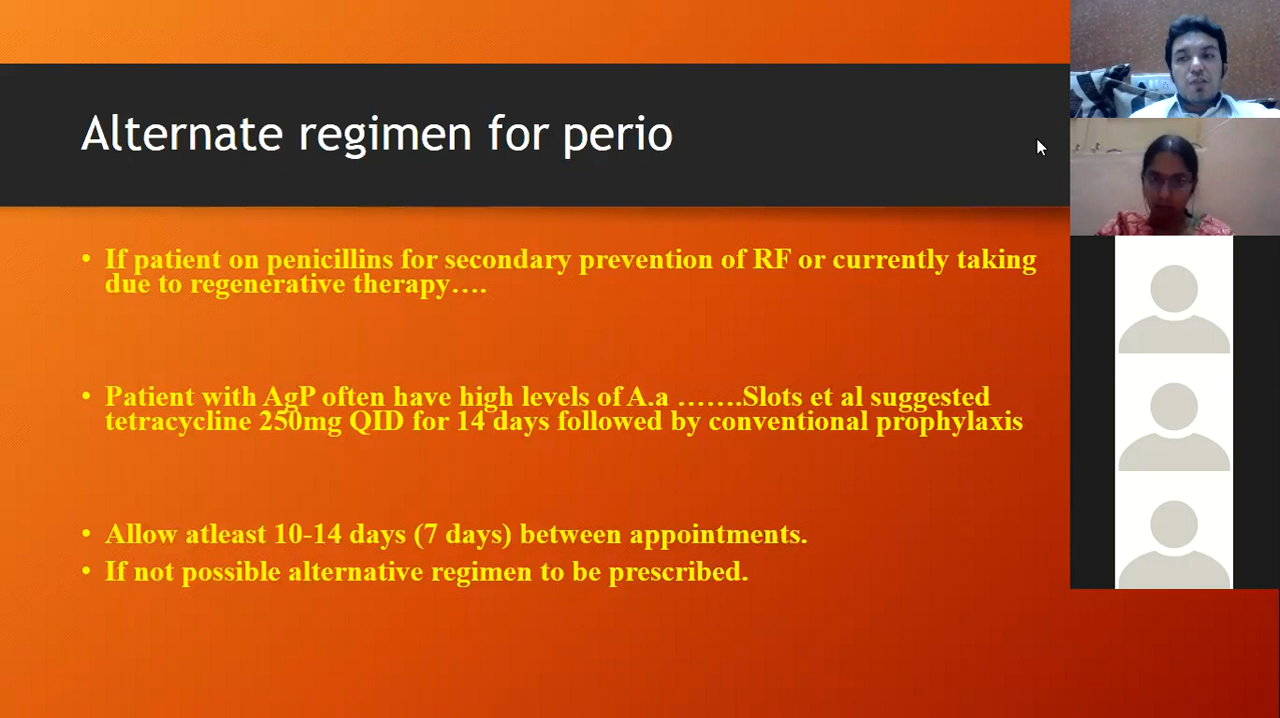 Alternate regimen for perio
• If patient on penicillins for secondary prevention of RF or currently taking
due to regenerative therapy….
• Patient with AgP often have high levels of A.a …….Slots et al suggested
tetracycline 250mg QID for 14 days followed by conventional prophylaxis
• Allow atleast 10-14 days (7 days) between appointments.
• If not possible alternative regimen to be prescribed.